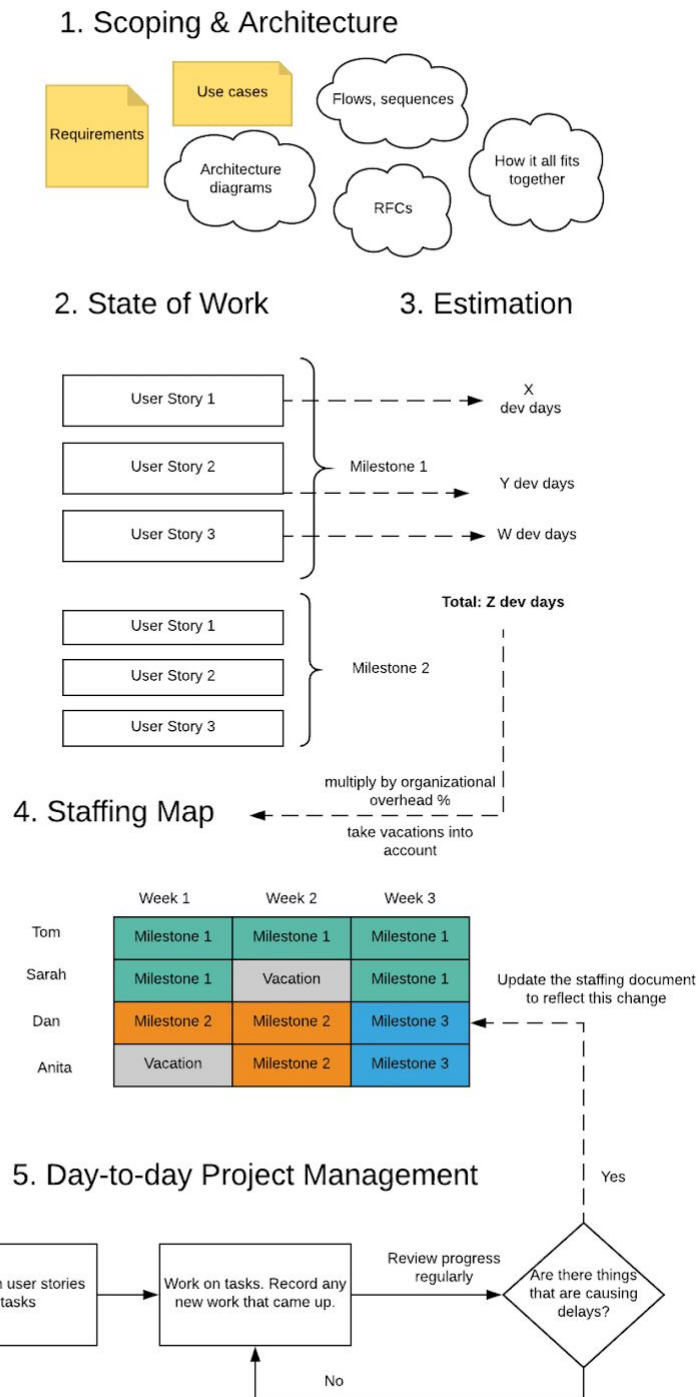 1. Scoping & Architecture
Requirements
Use cases
Flows, sequences
Architecture
diagrams
RFCs
How it all fits
together
2. State of Work
3. Estimation
User Story 1
X
dev days
User Story 2
Milestone 1
Y dev days
User Story 3
W dev days
Total: Z dev days
User Story 1
User Story 2
Milestone 2
User Story 3
multiply by organizational
overhead %
4. Staffing Map
take vacations into
account
Week 1 Week 2 Week 3
Tom Milestone 1 Milestone 1 Milestone 1
Sarah Milestone 1 Vacation Milestone 1
Dan Milestone 2 Milestone 2 Milestone 3
Anita Vacation Milestone 2 Milestone 3
Update the staffing document
to reflect this change
5. Day-to-day Project Management
Yes
user stories
tasks
Work on tasks. Record any
new work that came up.
Review progress
regularly
Are there things
that are causing
delays?
No